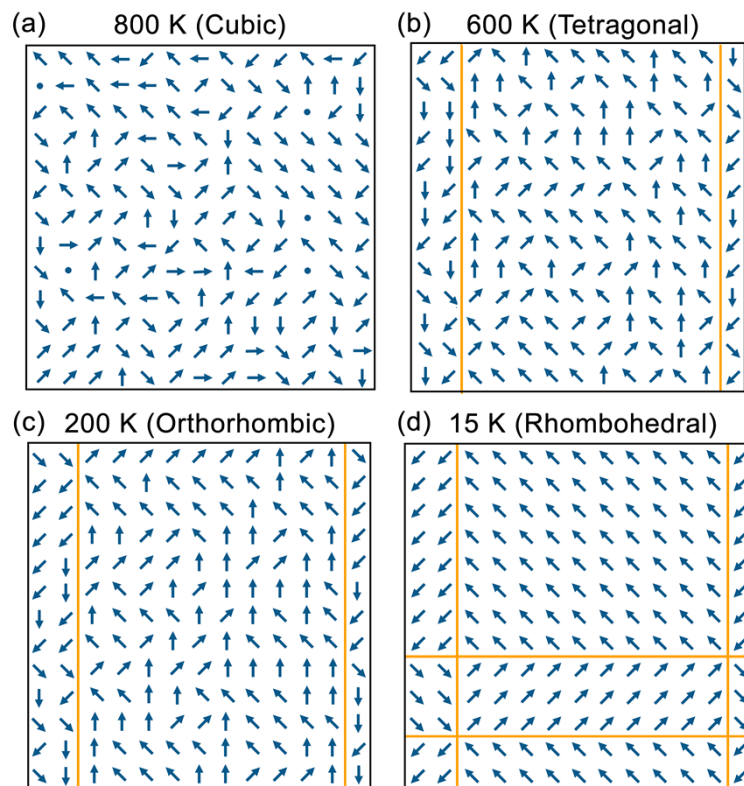 (a) 800 K (Cubic)
(b) 600 K (Tetragonal)
(c) 200 K (Orthorhombic)
(d) 15 K (Rhombohedral)